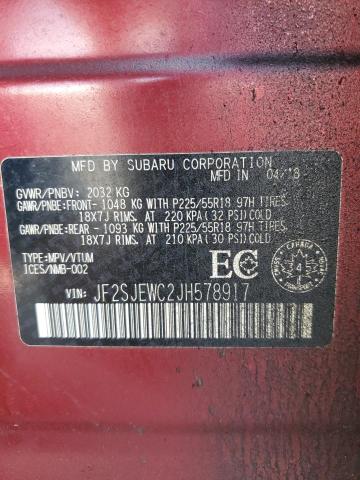 MFD BY SUBARU CORPORATION
MFD IN 04/18
GVWR/PNBV: 2032 KG
GAWR/PNBE:FRONT- 1048 KG WITH P225/55R18 97H TIRES
18X7J RIMS. AT 220 KPA (32 PSI)COLD
GAWR/PNBE:REAR - 1093 KG WITH P225/55R18 97H TIRES
18X7J RIMS. AT 210 KPA (30 PSI)COLD
TYPE:MPV/VTUM
ICES/NMB-002
EC
CANADA
4
VIN: JF2SJEWC2JH578917